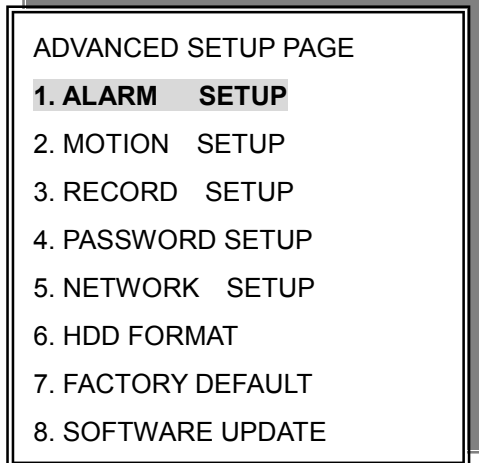 ADVANCED SETUP PAGE
1. ALARM SETUP
2. MOTION SETUP
3. RECORD SETUP
4. PASSWORD SETUP
5. NETWORK SETUP
6. HDD FORMAT
7. FACTORY DEFAULT
8. SOFTWARE UPDATE